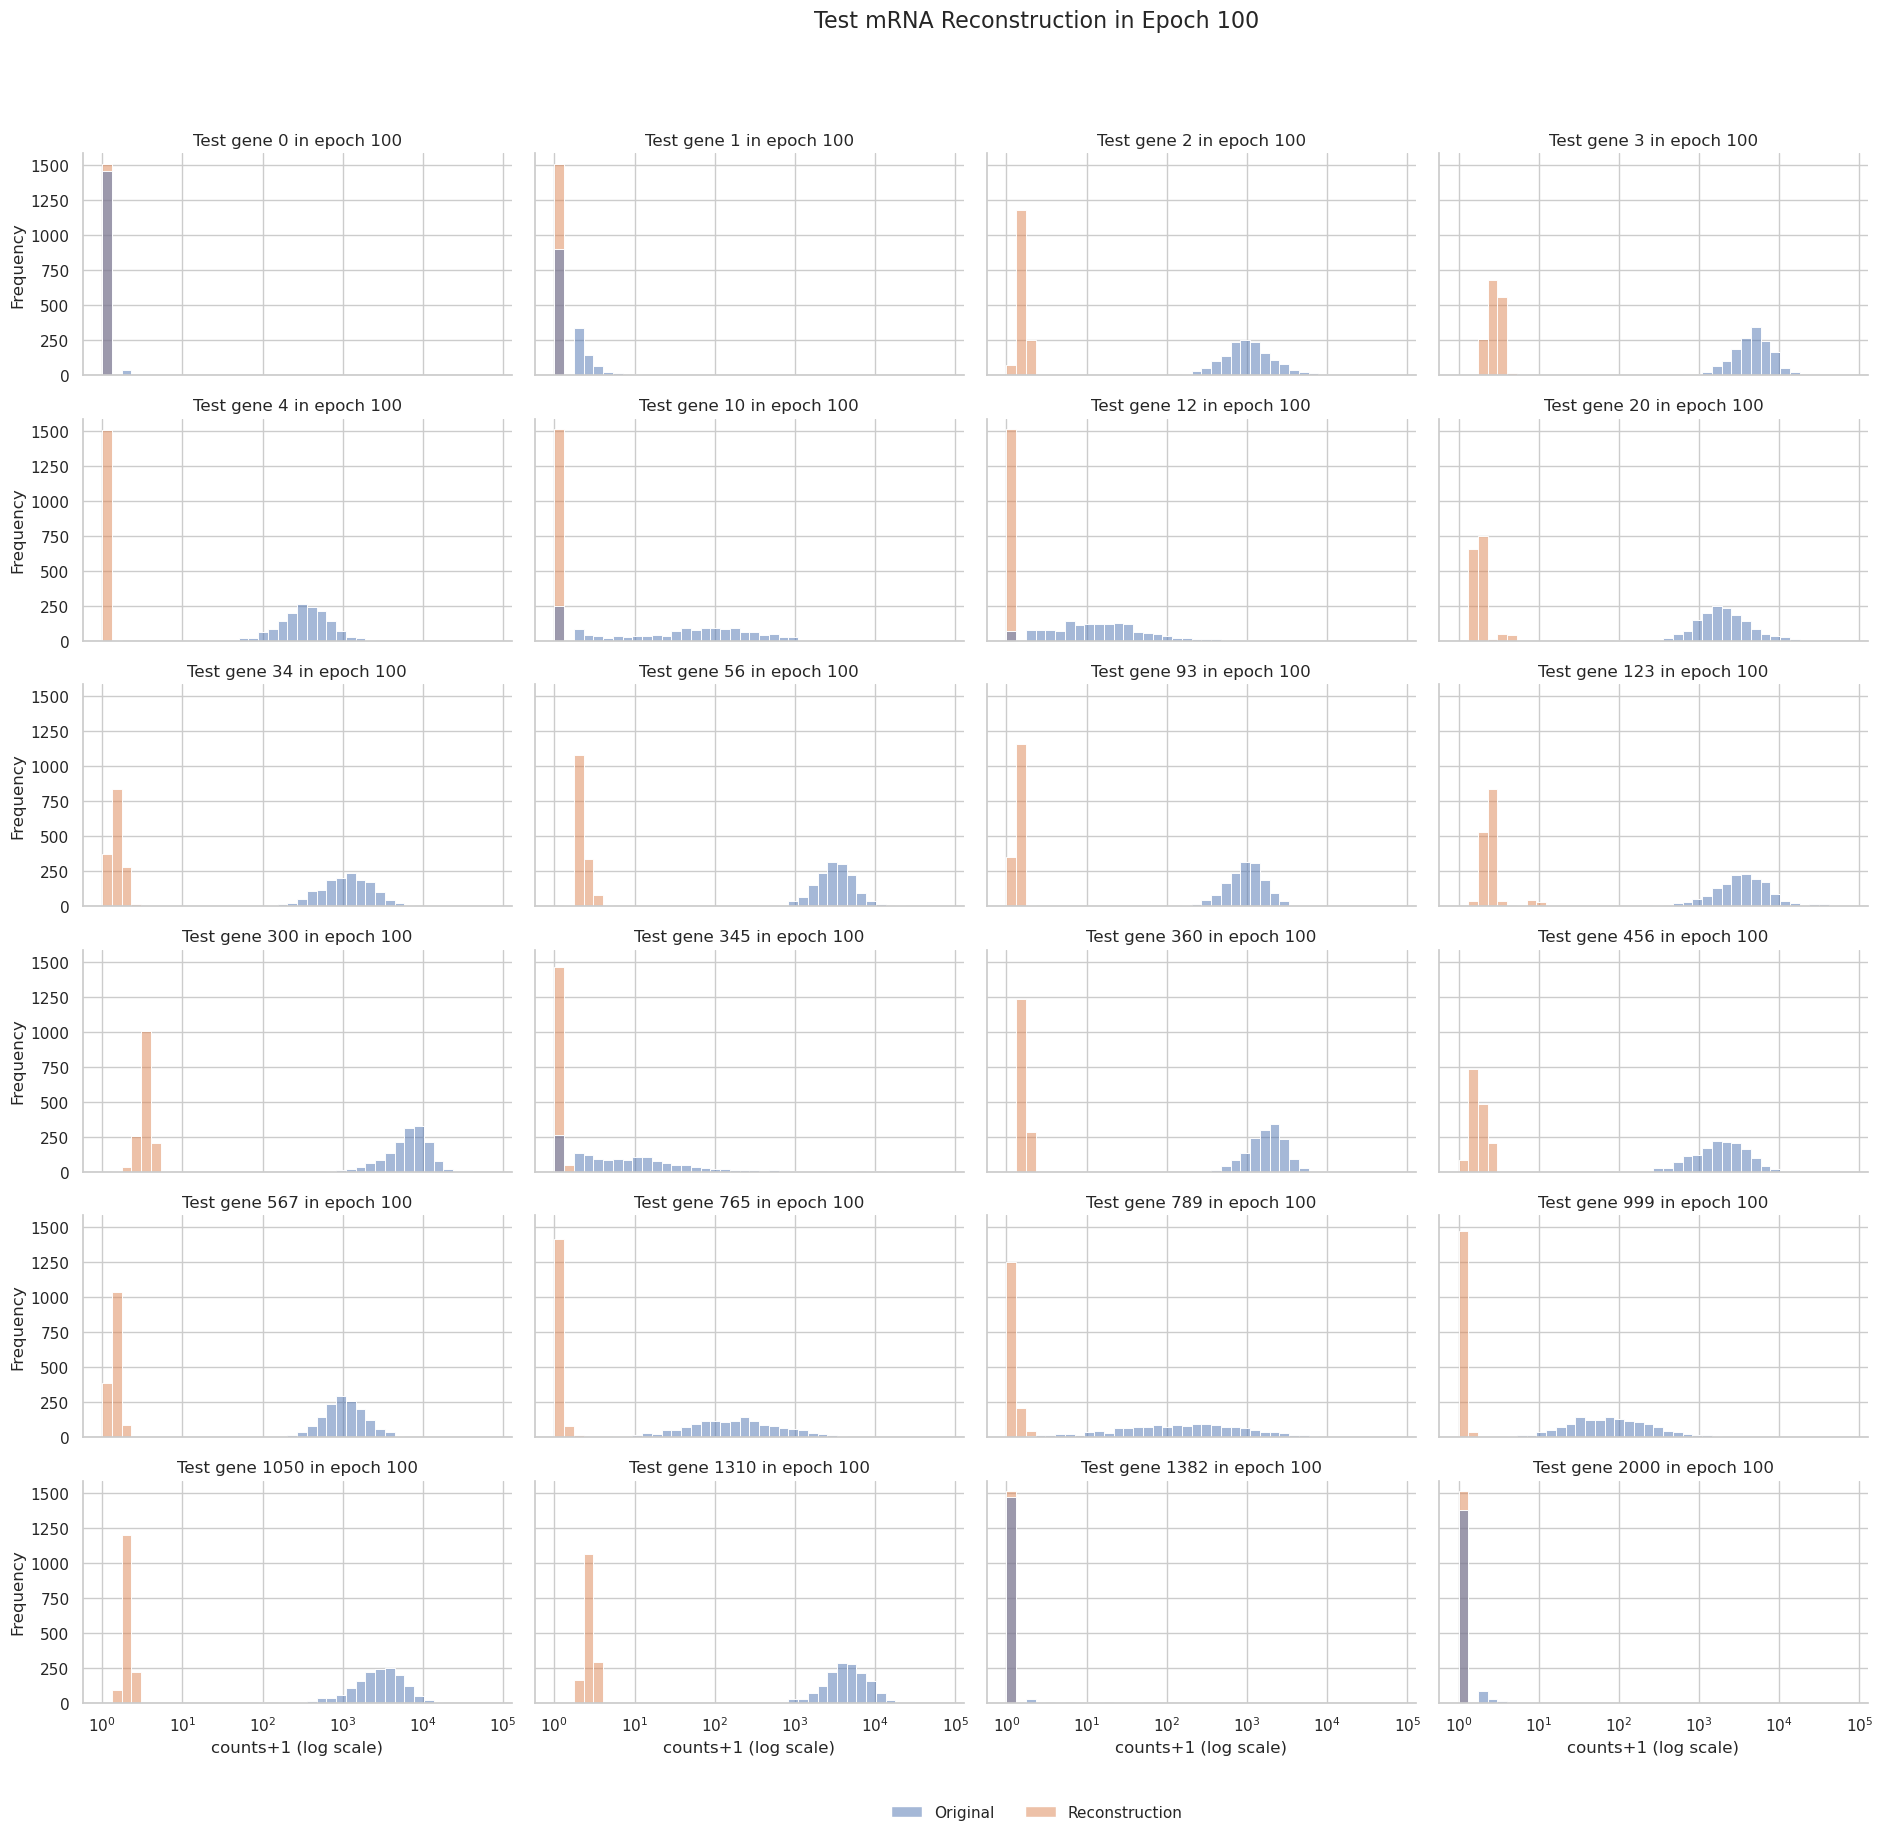 Test mRNA Reconstruction in Epoch 100
Test gene 0 in epoch 100
Test gene 1 in epoch 100
Test gene 2 in epoch 100
Test gene 3 in epoch 100
1500
1250
1000
750
500
250
0
Frequency
Test gene 4 in epoch 100
Test gene 10 in epoch 100
Test gene 12 in epoch 100
Test gene 20 in epoch 100
1500
1250
1000
750
500
250
0
Frequency
Test gene 34 in epoch 100
Test gene 56 in epoch 100
Test gene 93 in epoch 100
Test gene 123 in epoch 100
1500
1250
1000
750
500
250
0
Frequency
Test gene 300 in epoch 100
Test gene 345 in epoch 100
Test gene 360 in epoch 100
Test gene 456 in epoch 100
1500
1250
1000
750
500
250
0
Frequency
Test gene 567 in epoch 100
Test gene 765 in epoch 100
Test gene 789 in epoch 100
Test gene 999 in epoch 100
1500
1250
1000
750
500
250
0
Frequency
Test gene 1050 in epoch 100
Test gene 1310 in epoch 100
Test gene 1382 in epoch 100
Test gene 2000 in epoch 100
1500
1250
1000
750
500
250
0
Frequency
10⁰ 10¹ 10² 10³ 10⁴ 10⁵
10⁰ 10¹ 10² 10³ 10⁴ 10⁵
10⁰ 10¹ 10² 10³ 10⁴ 10⁵
10⁰ 10¹ 10² 10³ 10⁴ 10⁵
counts+1 (log scale)
counts+1 (log scale)
counts+1 (log scale)
counts+1 (log scale)
Original
Reconstruction